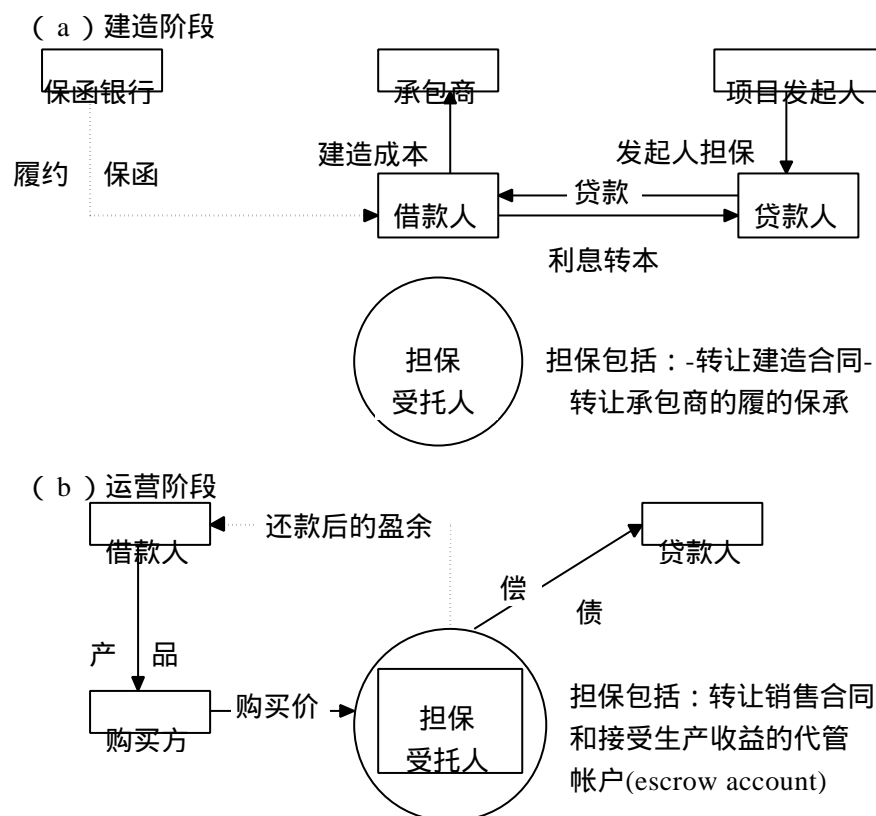 ( a ) 建造阶段
保函银行 承包商 项目发起人
建造成本 发起人担保
履约 保函
贷款
借款人 贷款人
利息转本
担保
受托人
担保包括：-转让建造合同-
转让承包商的履的保承
( b ) 运营阶段
还款后的盈余
借款人 贷款人
偿
债
产 品
购买价
购买方
担保
受托人
担保包括：转让销售合同
和接受生产收益的代管
帐户(escrow account)